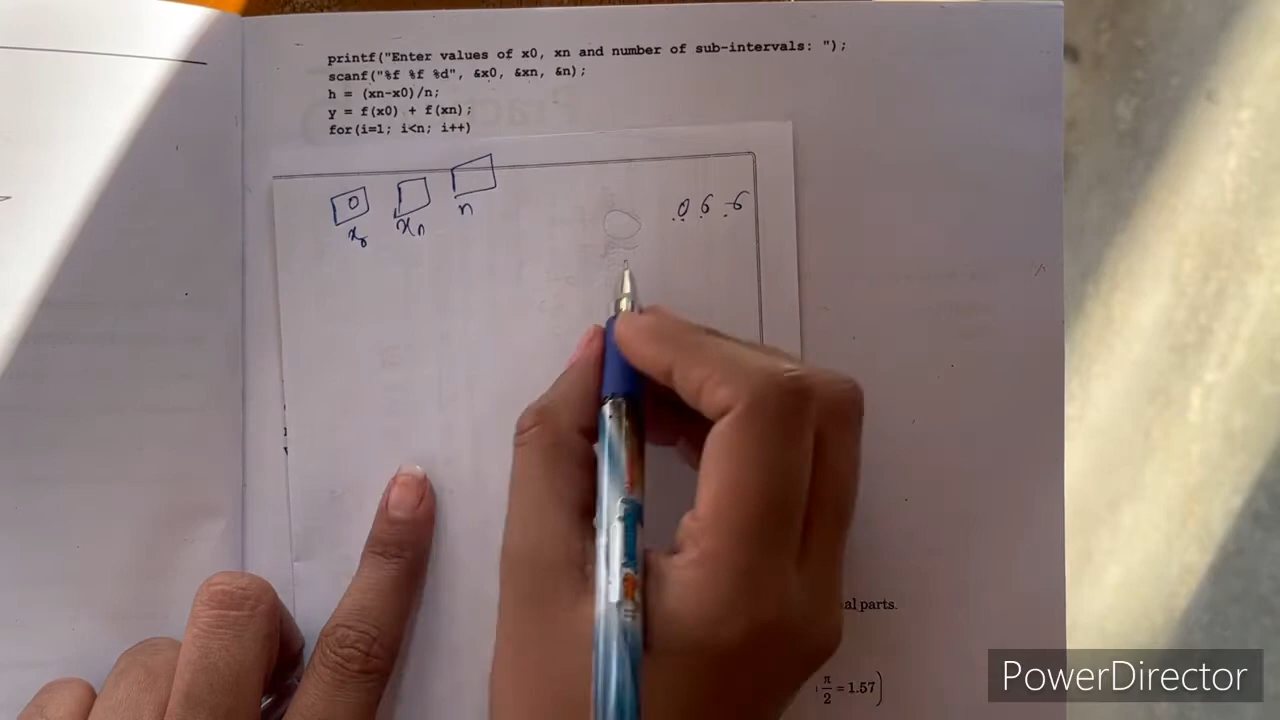 printf("Enter values of x0, xn and number of sub-intervals: ");
scanf("%f %f %d", &x0, &xn, &n);
h = (xn-x0)/n;
y = f(x0) + f(xn);
for(i=1; i<n; i++)
0
x₀ xₙ n
0 6 6
al parts.
π/2 = 1.57)
PowerDirector